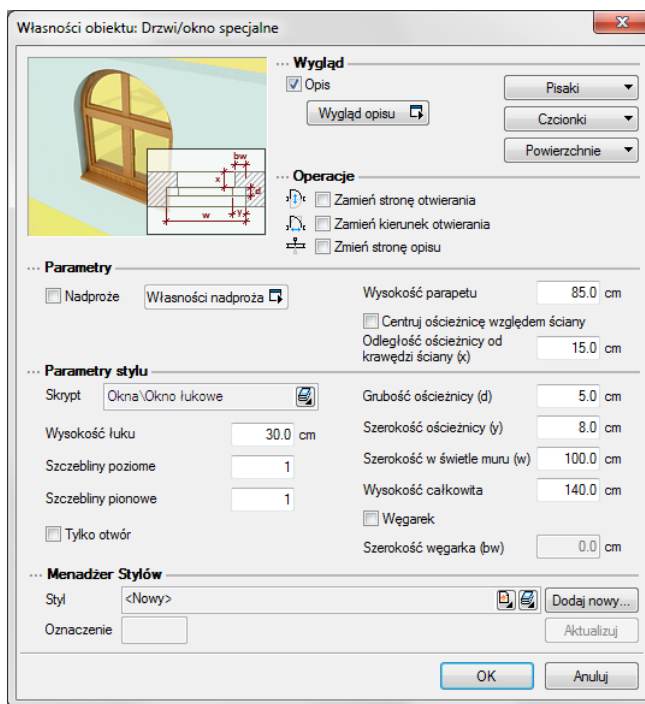 Własności obiektu: Drzwi/okno specjalne
x
bw
x
d
w
y
Wygląd
Opis
Wygląd opisu
Pisaki
Czcionki
Powierzchnie
Operacje
Zamień stronę otwierania
Zamień kierunek otwierania
Zmień stronę opisu
Parametry
Nadproże
Własności nadproża
Wysokość parapetu 85.0 cm
Centruj ościeżnicę względem ściany
Odległość ościeżnicy od
krawędzi ściany (x) 15.0 cm
Parametry stylu
Skrypt Okna\Okno łukowe
Wysokość łuku 30.0 cm
Szczebliny poziome 1
Szczebliny pionowe 1
Tylko otwór
Grubość ościeżnicy (d) 5.0 cm
Szerokość ościeżnicy (y) 8.0 cm
Szerokość w świetle muru (w) 100.0 cm
Wysokość całkowita 140.0 cm
Węgarek
Szerokość węgarka (bw) 0.0 cm
Menadżer Stylów
Styl <Nowy> Dodaj nowy...
Oznaczenie Aktualizuj
OK Anuluj